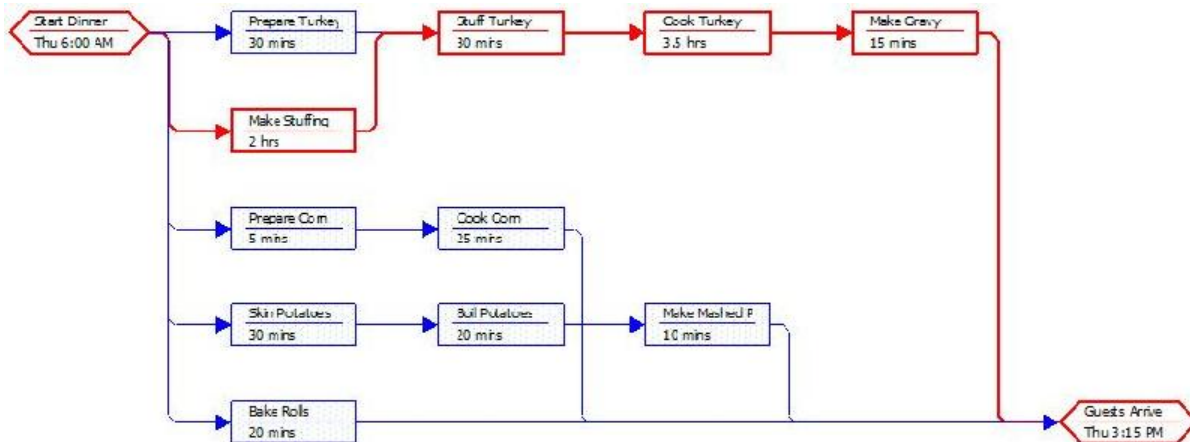 Start Dinner
Thu 6:00 AM
Prepare Turkey
30 mins
Stuff Turkey
30 mins
Cook Turkey
3.5 hrs
Make Gravy
15 mins
Make Stuffing
2 hrs
Prepare Corn
5 mins
Cook Corn
25 mins
Skin Potatoes
30 mins
Boil Potatoes
20 mins
Make Mashed P
10 mins
Bake Rolls
20 mins
Guests Arrive
Thu 3:15 PM